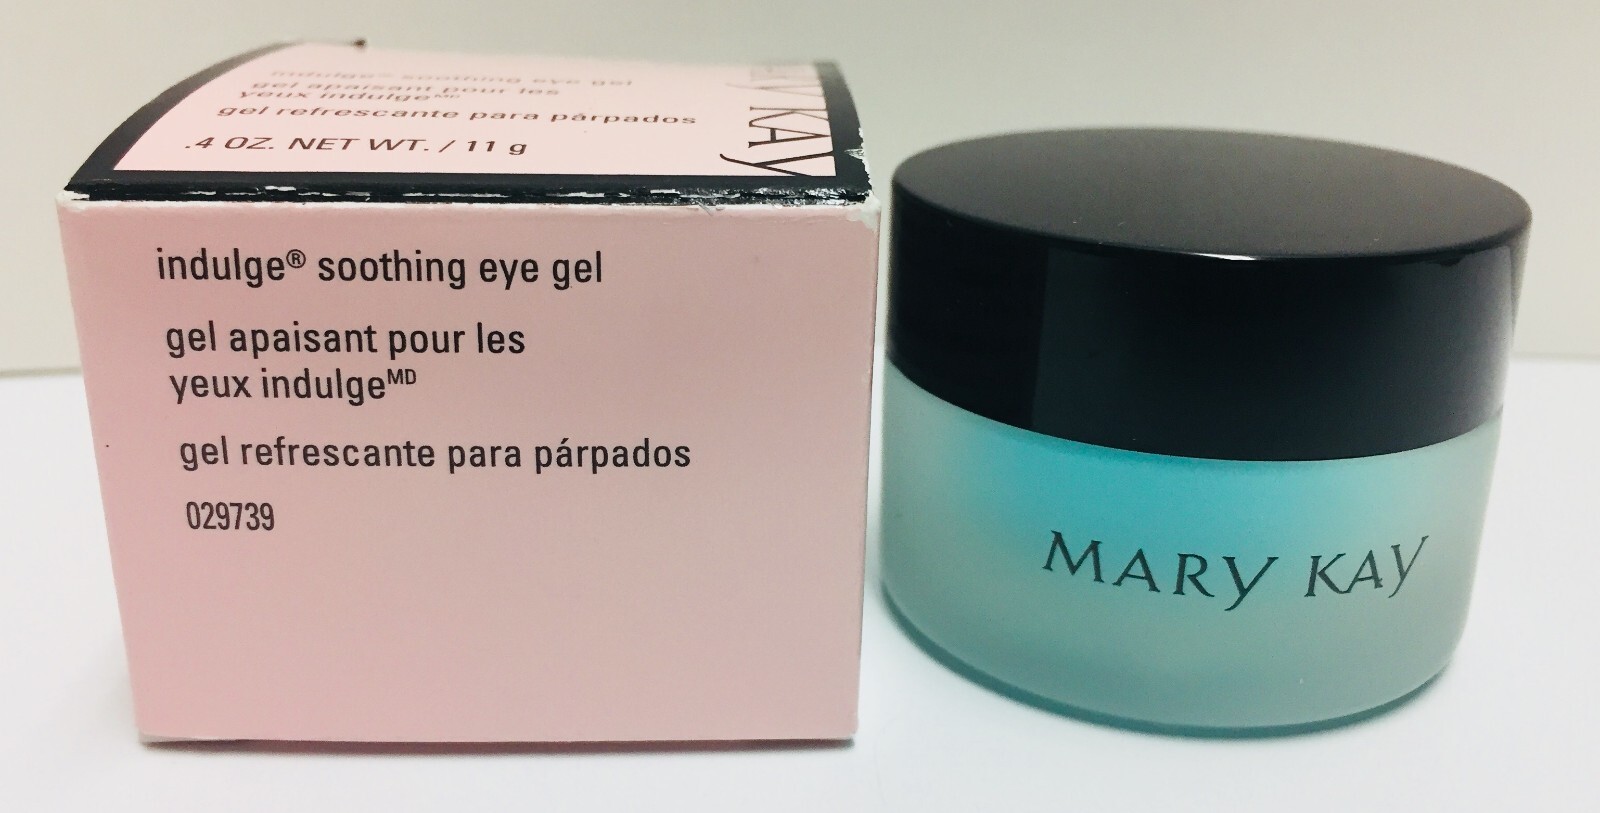 indulge® soothing eye gel
gel apaisant pour les
yeux indulgeᴹᴰ
gel refrescante para párpados
.4 OZ. NET WT. / 11 g
MARY KAY
indulge® soothing eye gel
gel apaisant pour les
yeux indulgeᴹᴰ
gel refrescante para párpados
029739
MARY KAY